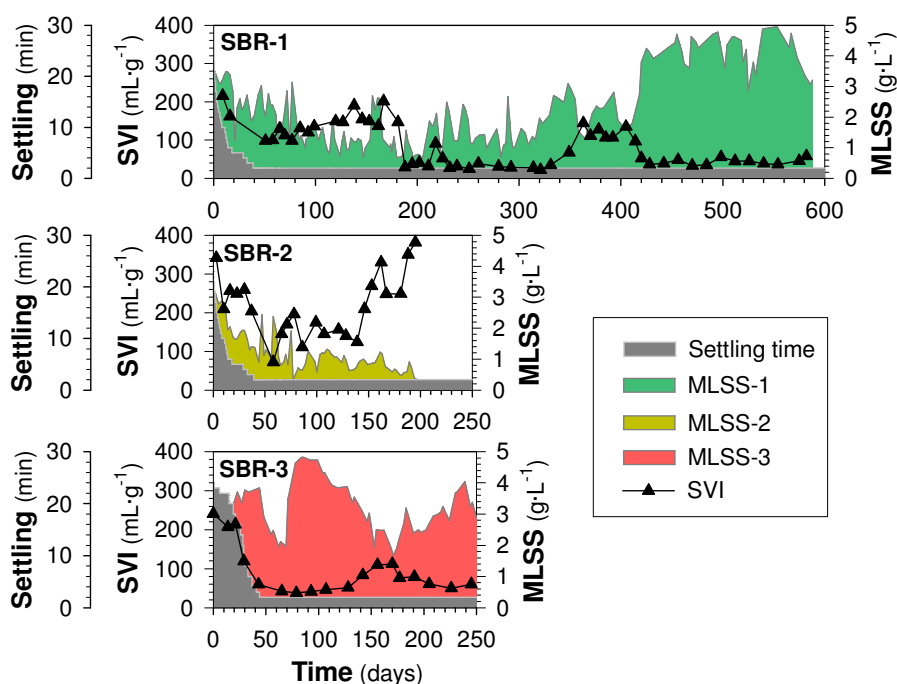 SBR-1
Settling (min)
30
20
10
0
SVI (mL·g⁻¹)
400
300
200
100
0
MLSS (g·L⁻¹)
5
4
3
2
1
0
0 100 200 300 400 500 600
SBR-2
Settling (min)
30
20
10
0
SVI (mL·g⁻¹)
400
300
200
100
0
MLSS (g·L⁻¹)
5
4
3
2
1
0
0 50 100 150 200 250
SBR-3
Settling (min)
30
20
10
0
SVI (mL·g⁻¹)
400
300
200
100
0
MLSS (g·L⁻¹)
5
4
3
2
1
0
0 50 100 150 200 250
Time (days)
Settling time
MLSS-1
MLSS-2
MLSS-3
SVI